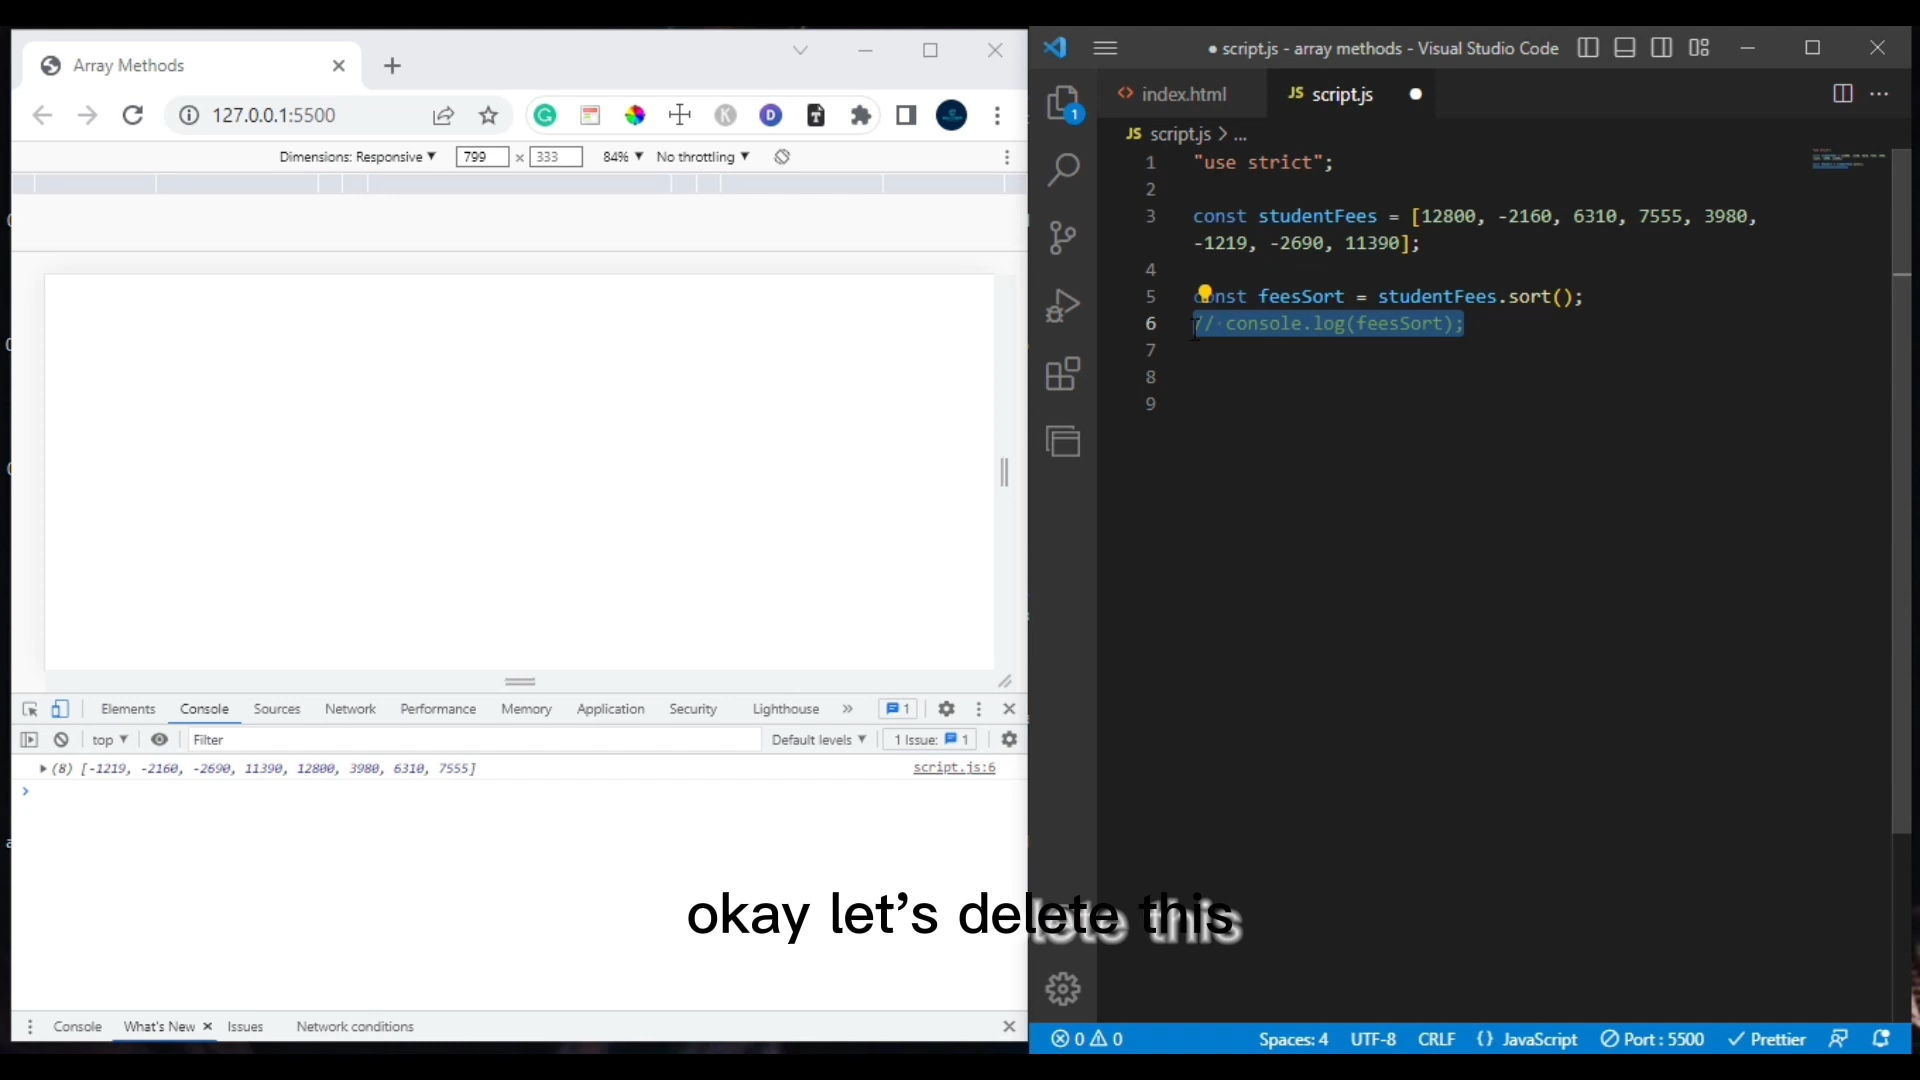 Array Methods
127.0.0.1:5500
Dimensions: Responsive ▼ 799 × 333 84% ▼ No throttling ▼
Elements Console Sources Network Performance Memory Application Security Lighthouse » 1
top ▼ Filter Default levels ▼ 1 Issue: 1
▶ (8) [-1219, -2160, -2690, 11390, 12800, 3980, 6310, 7555] script.js:6
Console What's New × Issues Network conditions
● script.js - array methods - Visual Studio Code
1
<> index.html JS script.js ●
JS script.js > ...
1 "use strict";
2
3 const studentFees = [12800, -2160, 6310, 7555, 3980,
-1219, -2690, 11390];
4
5 const feesSort = studentFees.sort();
6 // console.log(feesSort);
7
8
9
okay let's delete this
0 0 Spaces: 4 UTF-8 CRLF {} JavaScript Port : 5500 ✓ Prettier